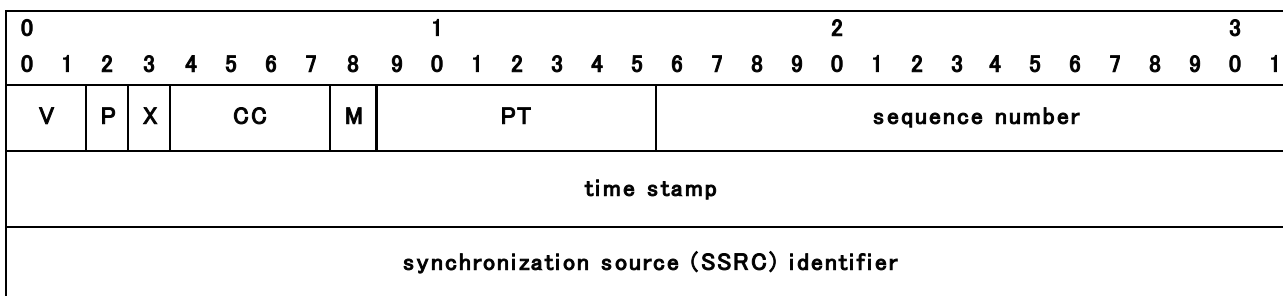 0 1 2 3
0 1 2 3 4 5 6 7 8 9 0 1 2 3 4 5 6 7 8 9 0 1 2 3 4 5 6 7 8 9 0 1
V P X CC M PT sequence number
time stamp
synchronization source (SSRC) identifier